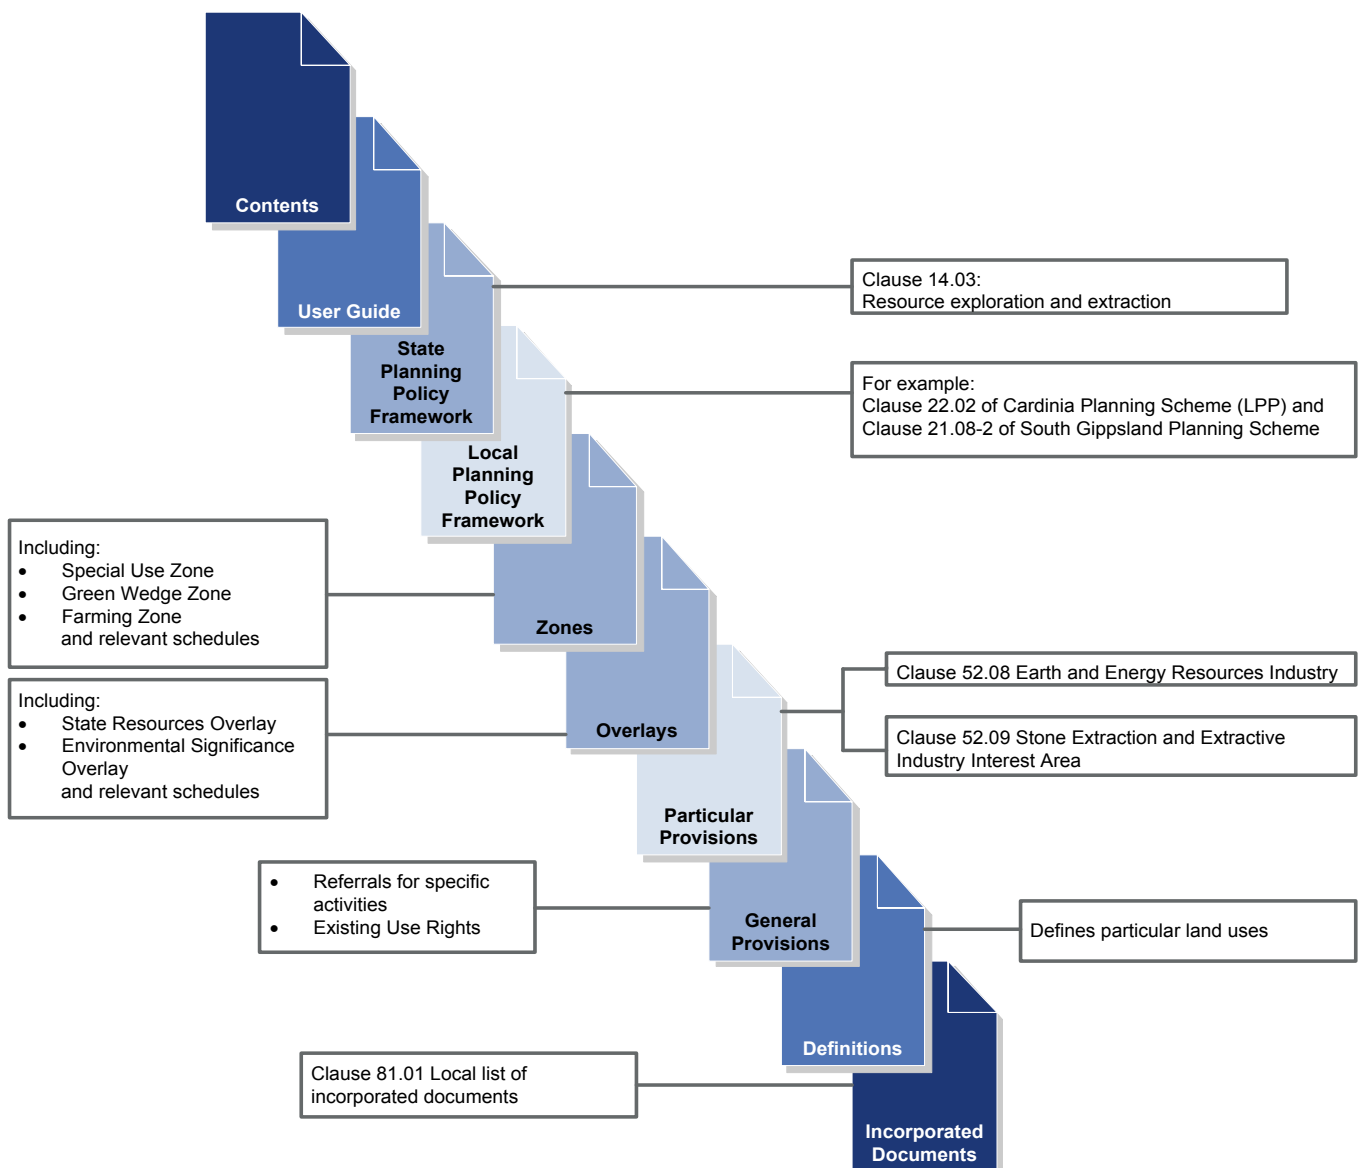 Contents
User Guide
Clause 14.03:
Resource exploration and extraction
State
Planning
Policy
Framework
For example:
Clause 22.02 of Cardinia Planning Scheme (LPP) and
Clause 21.08-2 of South Gippsland Planning Scheme
Local
Planning
Policy
Framework
Including:
• Special Use Zone
• Green Wedge Zone
• Farming Zone
and relevant schedules
Zones
Including:
• State Resources Overlay
• Environmental Significance
Overlay
and relevant schedules
Overlays
Clause 52.08 Earth and Energy Resources Industry
Clause 52.09 Stone Extraction and Extractive
Industry Interest Area
Particular
Provisions
• Referrals for specific
activities
• Existing Use Rights
General
Provisions
Defines particular land uses
Definitions
Clause 81.01 Local list of
incorporated documents
Incorporated
Documents